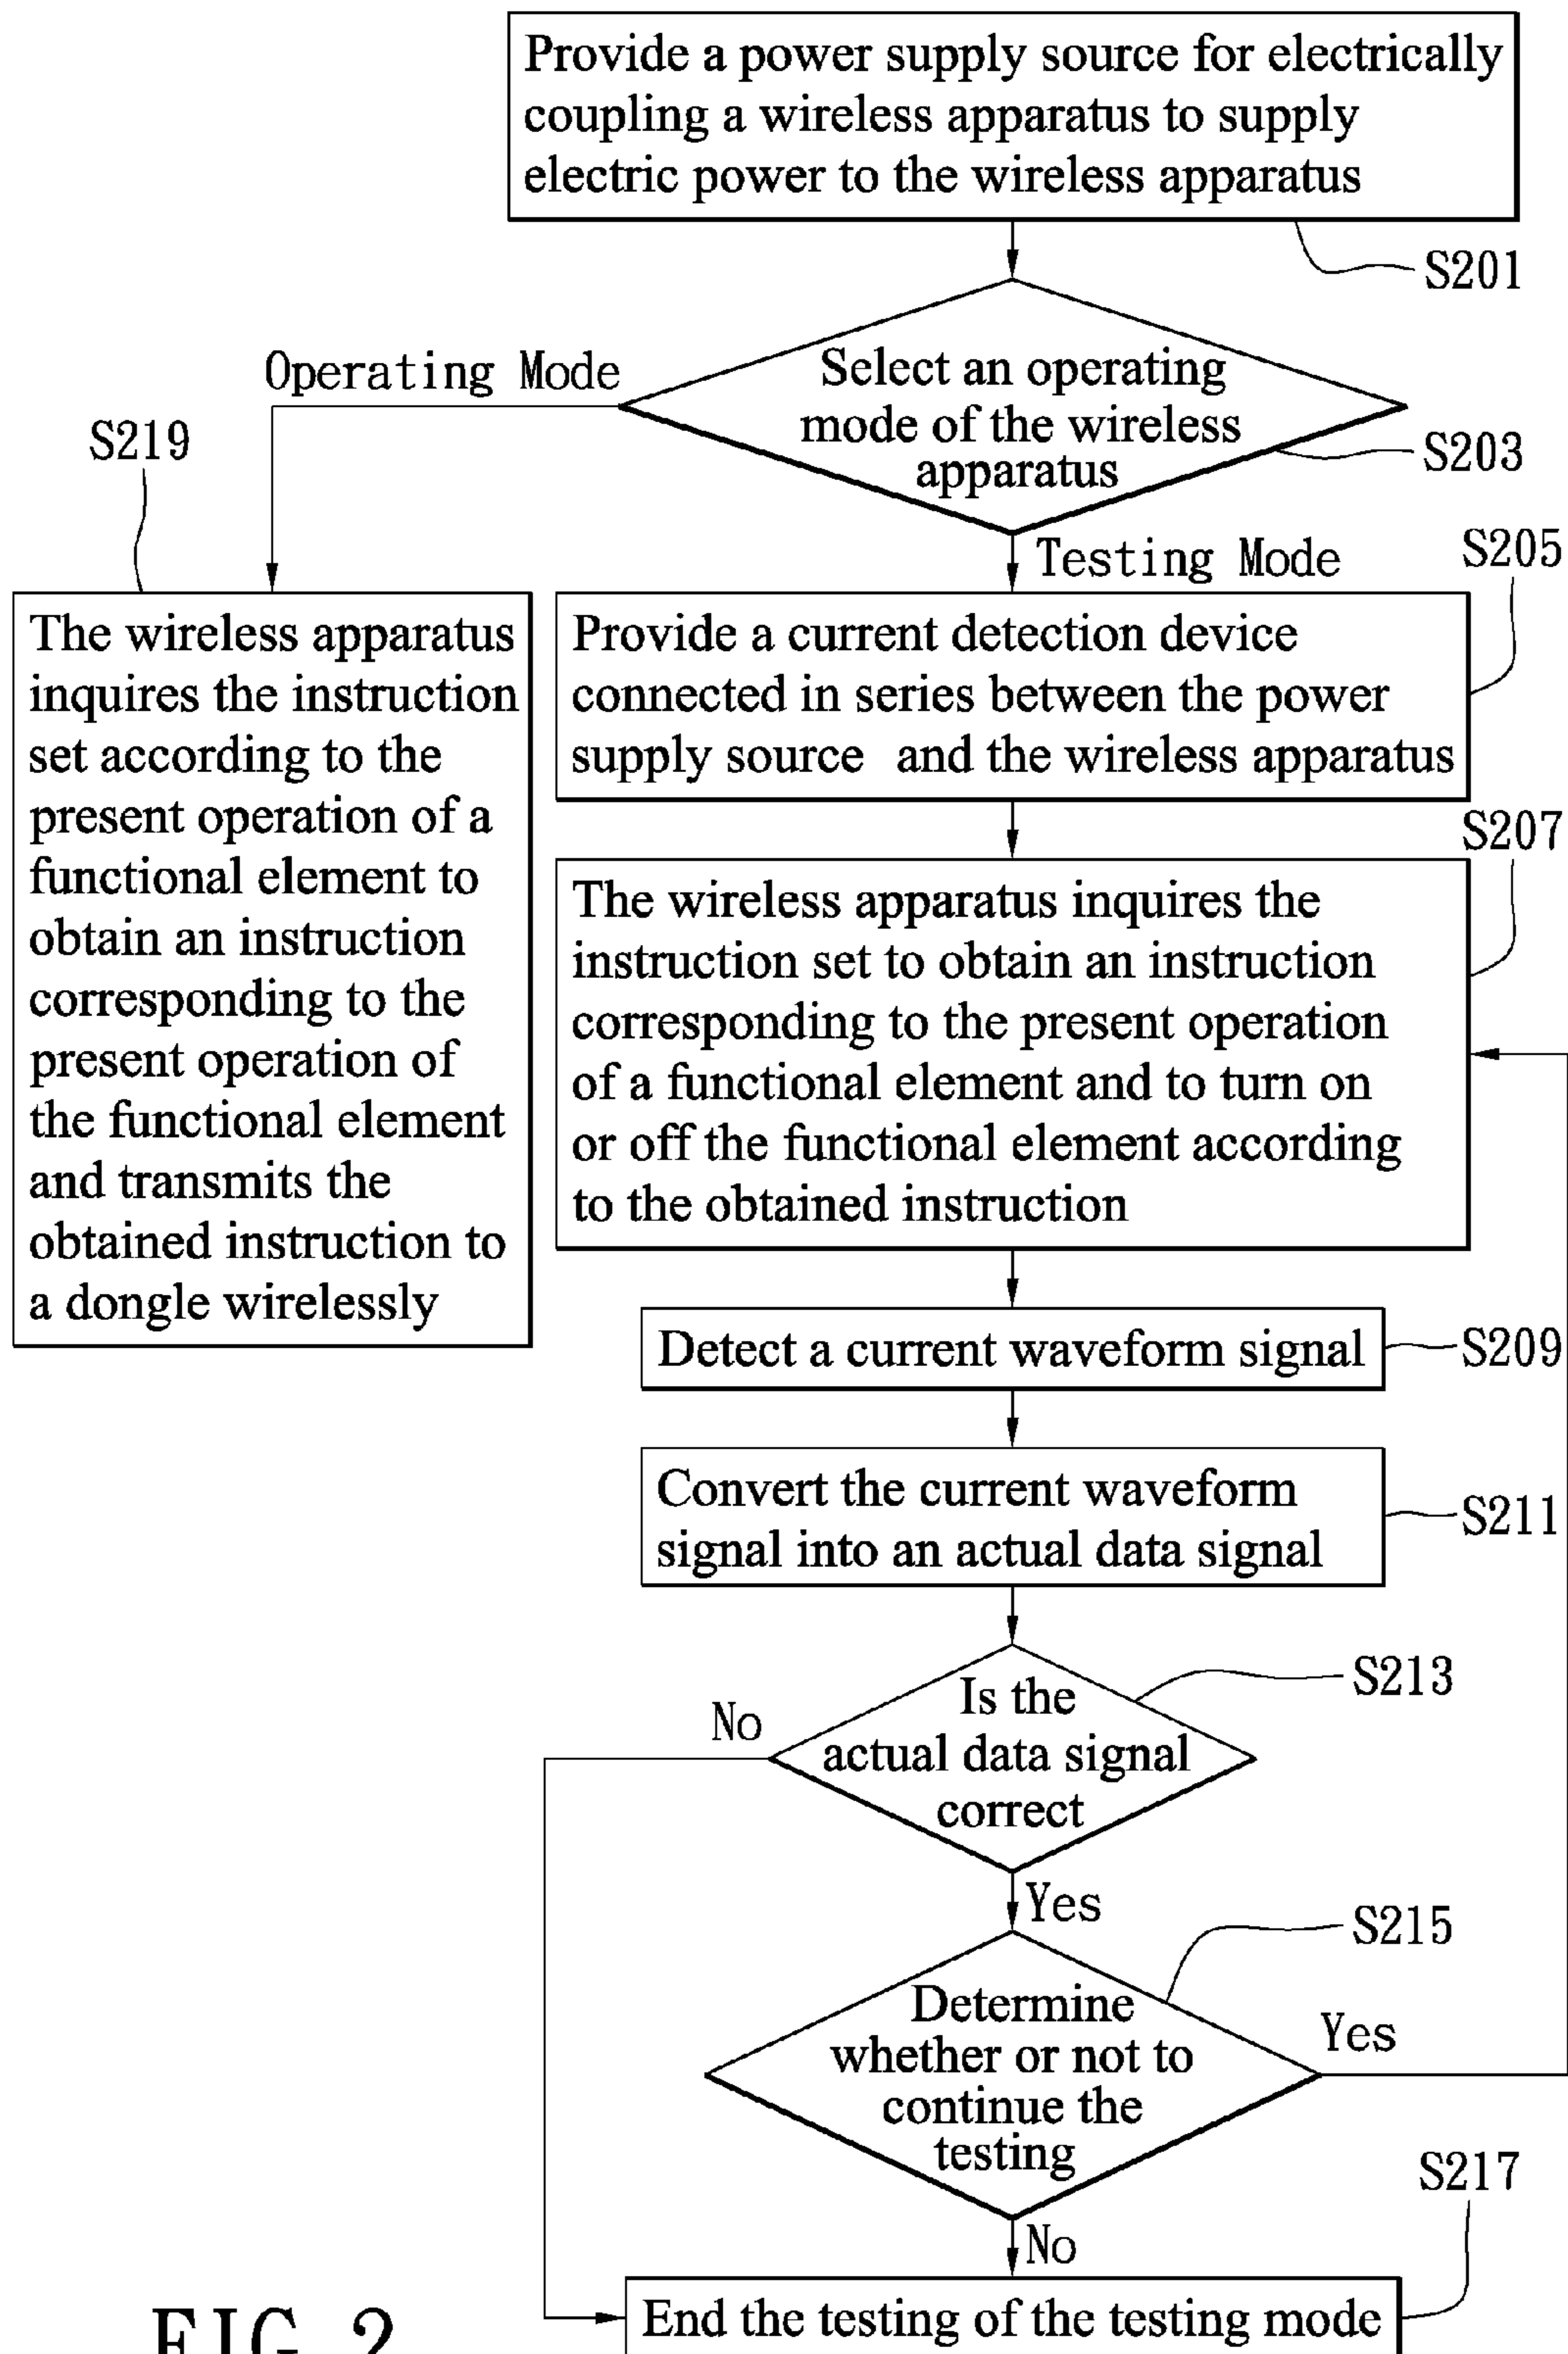 Provide a power supply source for electrically
coupling a wireless apparatus to supply
electric power to the wireless apparatus
S201
Operating Mode
Select an operating
mode of the wireless
apparatus
S203
S219
Testing Mode
S205
The wireless apparatus
inquires the instruction
set according to the
present operation of a
functional element to
obtain an instruction
corresponding to the
present operation of
the functional element
and transmits the
obtained instruction to
a dongle wirelessly
Provide a current detection device
connected in series between the power
supply source and the wireless apparatus
S207
The wireless apparatus inquires the
instruction set to obtain an instruction
corresponding to the present operation
of a functional element and to turn on
or off the functional element according
to the obtained instruction
Detect a current waveform signal
S209
Convert the current waveform
signal into an actual data signal
S211
Is the
actual data signal
correct
S213
No
Yes
S215
Determine
whether or not to
continue the
testing
Yes
No
S217
End the testing of the testing mode
FIG. 2